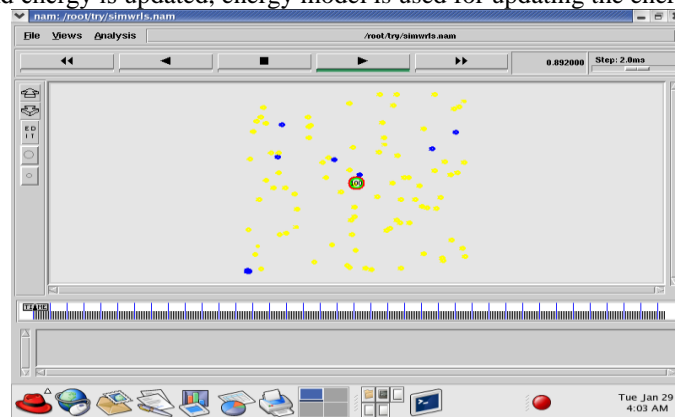 d energy is updated, energy model is used for updating the ener
nam: /root/try/simwrls.nam
File Views Analysis /root/try/simwrls.nam
0.892000 Step: 2.0ms
ED
IT
100
TIME
Tue Jan 29
4:03 AM